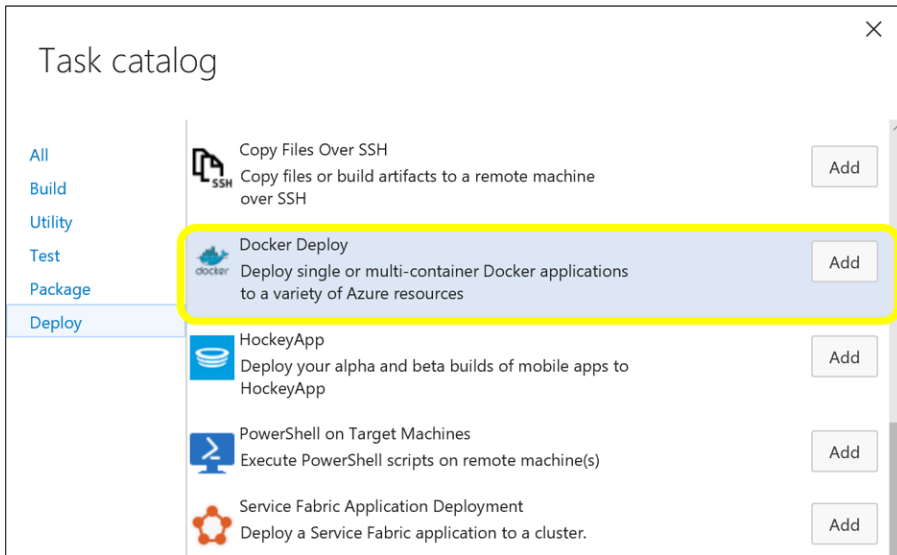 Task catalog
All
Build
Utility
Test
Package
Deploy
SSH
Copy Files Over SSH
Copy files or build artifacts to a remote machine
over SSH
Add
docker
Docker Deploy
Deploy single or multi-container Docker applications
to a variety of Azure resources
Add
HockeyApp
Deploy your alpha and beta builds of mobile apps to
HockeyApp
Add
PowerShell on Target Machines
Execute PowerShell scripts on remote machine(s)
Add
Service Fabric Application Deployment
Deploy a Service Fabric application to a cluster.
Add